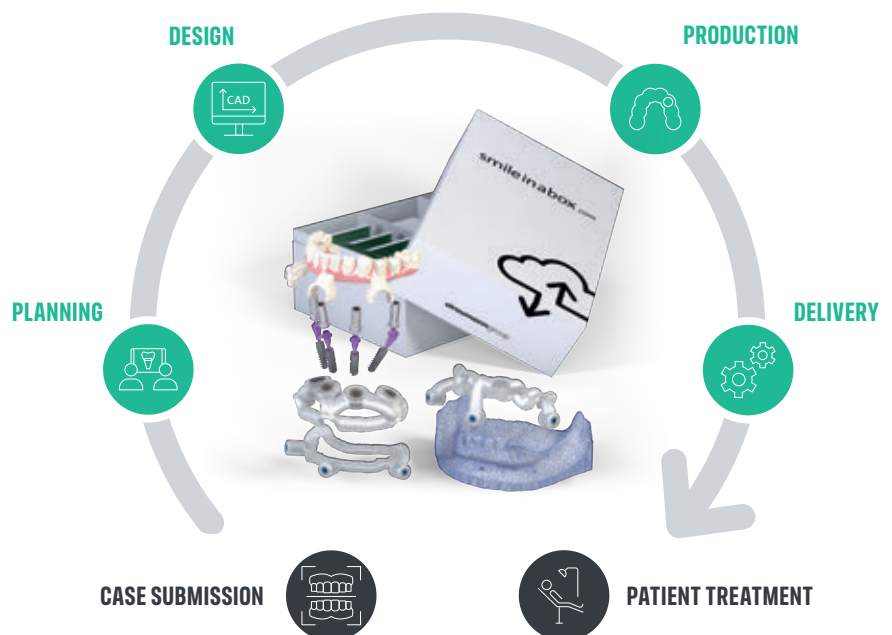 DESIGN
PRODUCTION
CAD
smileinabox
PLANNING
DELIVERY
CASE SUBMISSION
PATIENT TREATMENT